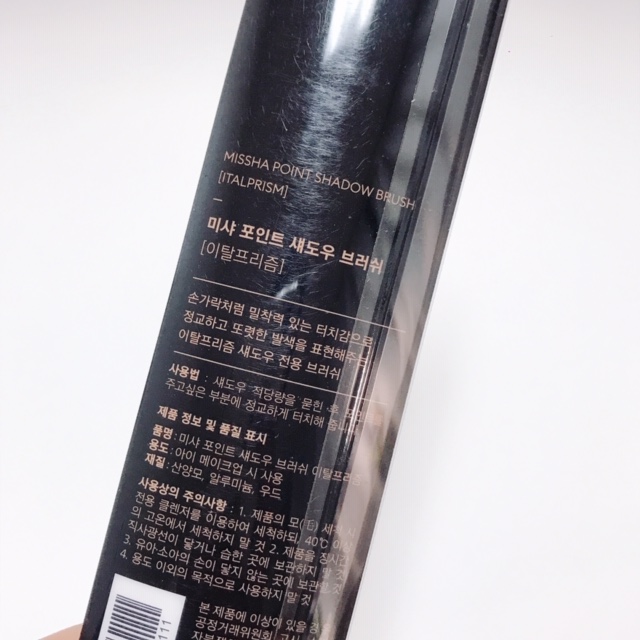 MISSHA POINT SHADOW BRUSH
[ITALPRISM]
미샤 포인트 섀도우 브러쉬
[이탈프리즘]
손가락처럼 밀착력 있는 터치감으로
정교하고 또렷한 발색을 표현해주는
이탈프리즘 섀도우 전용 브러쉬
사용법 : 섀도우 적당량을 묻힌 후
주고싶은 부분에 정교하게 터치해
제품 정보 및 품질 표시
품명 : 미샤 포인트 섀도우 브러쉬 이탈프리즘
용도 : 아이 메이크업 시 사용
재질 : 산양모, 알루미늄, 우드
사용상의 주의사항 : 1. 제품의 모(毛)
전용 클렌저를 이용하여 세척하되, 40℃
의 고온에서 세척하지 말 것 2. 제품을
직사광선이 닿거나 습한 곳에 보관하지 말
3. 유아·소아의 손이 닿지 않는 곳에
4. 용도 이외의 목적으로 사용하지 말 것
본 제품에 이상이 있을
공정거래위원회
111